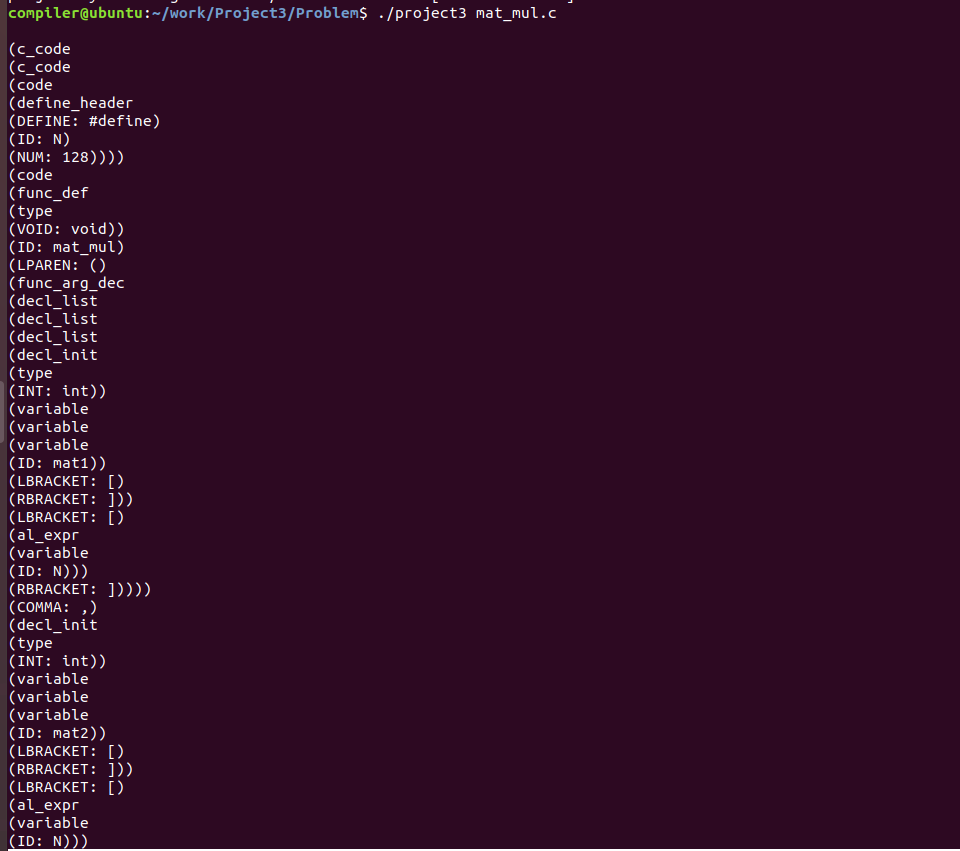 compiler@ubuntu:~/work/Project3/Problem$ ./project3 mat_mul.c
(c_code
(c_code
(code
(define_header
(DEFINE: #define)
(ID: N)
(NUM: 128))))
(code
(func_def
(type
(VOID: void))
(ID: mat_mul)
(LPAREN: ()
(func_arg_dec
(decl_list
(decl_list
(decl_list
(decl_init
(type
(INT: int))
(variable
(variable
(variable
(ID: mat1))
(LBRACKET: [)
(RBRACKET: ]))
(LBRACKET: [)
(al_expr
(variable
(ID: N)))
(RBRACKET: ]))))
(COMMA: ,)
(decl_init
(type
(INT: int))
(variable
(variable
(variable
(ID: mat2))
(LBRACKET: [)
(RBRACKET: ]))
(LBRACKET: [)
(al_expr
(variable
(ID: N)))